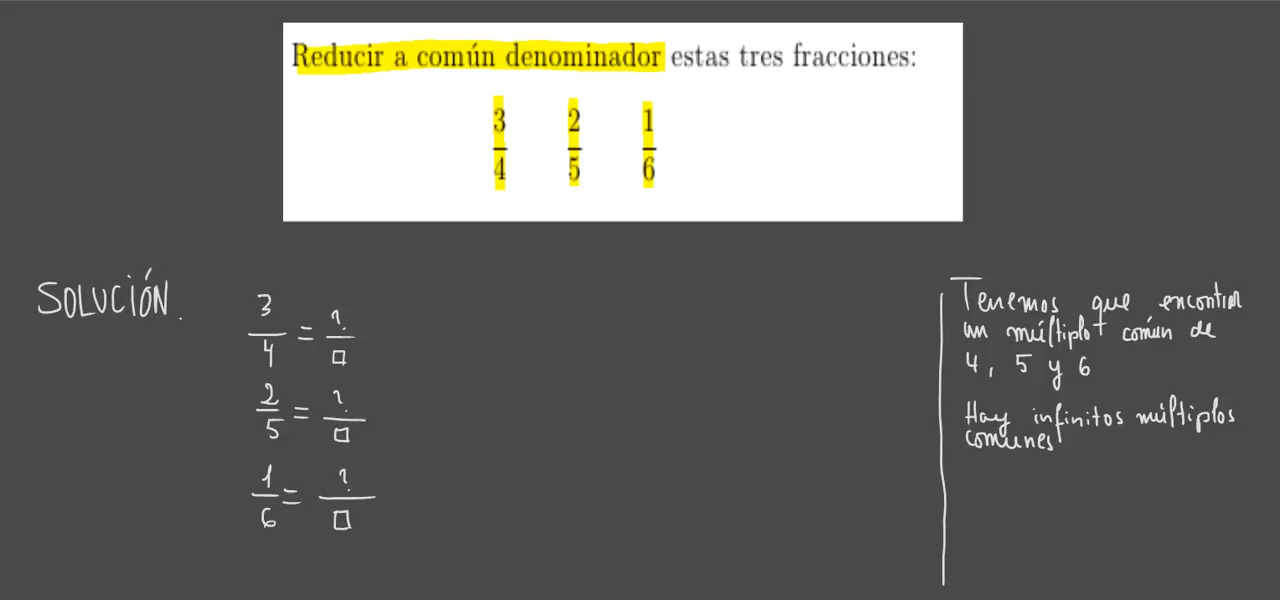 Reducir a común denominador estas tres fracciones:
3/4 2/5 1/6
SOLUCIÓN.
3/4 = ?/□
2/5 = ?/□
1/6 = ?/□
Tenemos que encontrar
un múltiplo común de
4, 5 y 6
Hay infinitos múltiplos
comunes